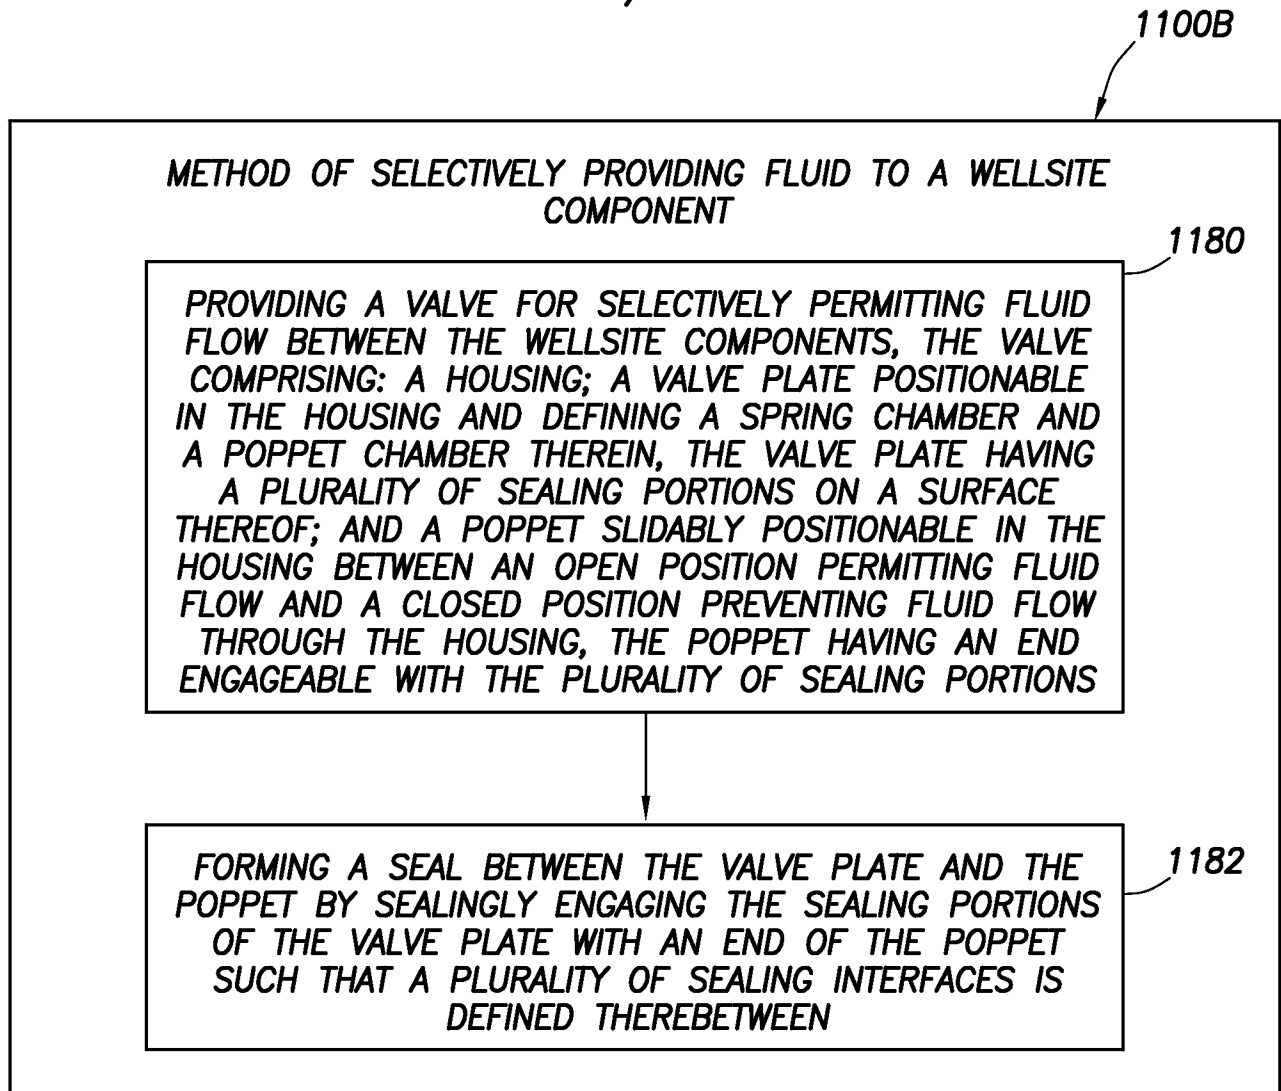 1100B
METHOD OF SELECTIVELY PROVIDING FLUID TO A WELLSITE
COMPONENT
1180
PROVIDING A VALVE FOR SELECTIVELY PERMITTING FLUID
FLOW BETWEEN THE WELLSITE COMPONENTS, THE VALVE
COMPRISING: A HOUSING; A VALVE PLATE POSITIONABLE
IN THE HOUSING AND DEFINING A SPRING CHAMBER AND
A POPPET CHAMBER THEREIN, THE VALVE PLATE HAVING
A PLURALITY OF SEALING PORTIONS ON A SURFACE
THEREOF; AND A POPPET SLIDABLY POSITIONABLE IN THE
HOUSING BETWEEN AN OPEN POSITION PERMITTING FLUID
FLOW AND A CLOSED POSITION PREVENTING FLUID FLOW
THROUGH THE HOUSING, THE POPPET HAVING AN END
ENGAGEABLE WITH THE PLURALITY OF SEALING PORTIONS
1182
FORMING A SEAL BETWEEN THE VALVE PLATE AND THE
POPPET BY SEALINGLY ENGAGING THE SEALING PORTIONS
OF THE VALVE PLATE WITH AN END OF THE POPPET
SUCH THAT A PLURALITY OF SEALING INTERFACES IS
DEFINED THEREBETWEEN